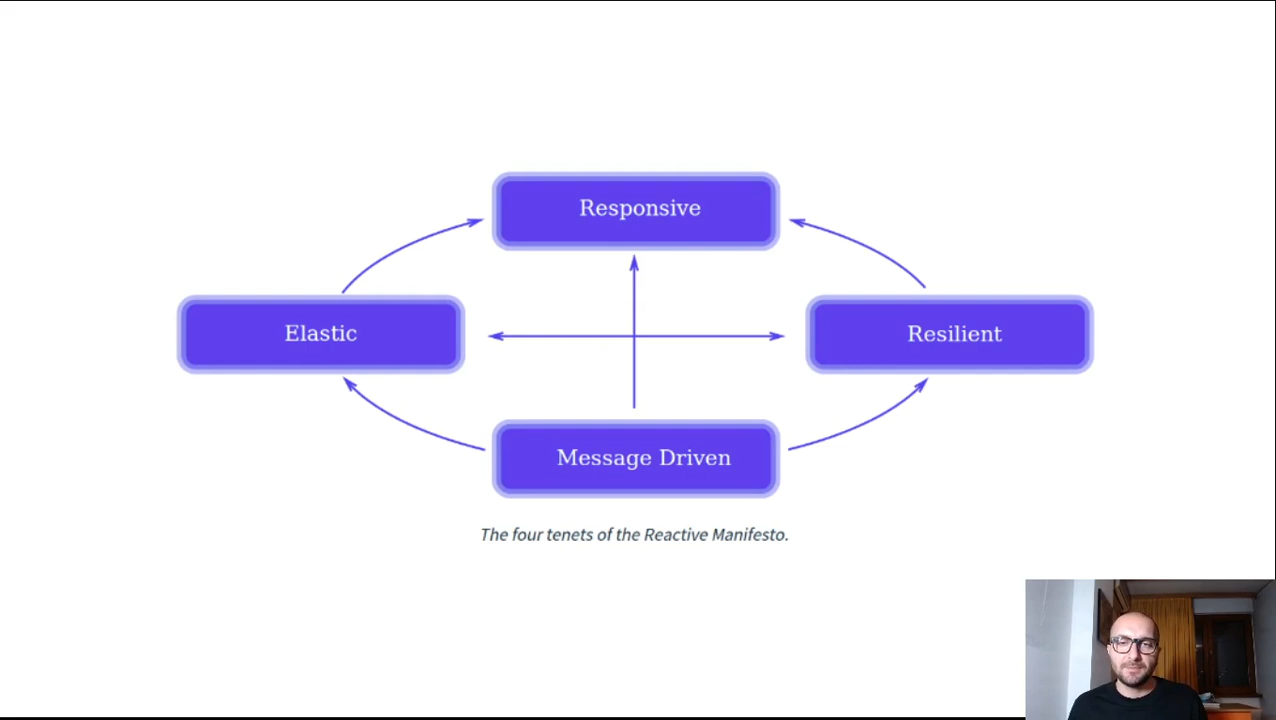 Responsive
Elastic
Resilient
Message Driven
The four tenets of the Reactive Manifesto.